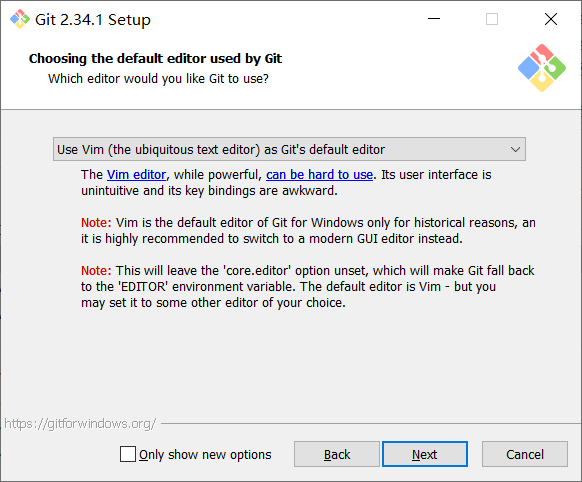 Git 2.34.1 Setup
Choosing the default editor used by Git
Which editor would you like Git to use?
Use Vim (the ubiquitous text editor) as Git's default editor
The Vim editor, while powerful, can be hard to use. Its user interface is
unintuitive and its key bindings are awkward.
Note: Vim is the default editor of Git for Windows only for historical reasons, an
it is highly recommended to switch to a modern GUI editor instead.
Note: This will leave the 'core.editor' option unset, which will make Git fall back
to the 'EDITOR' environment variable. The default editor is Vim - but you
may set it to some other editor of your choice.
https://gitforwindows.org/
Only show new options
Back
Next
Cancel